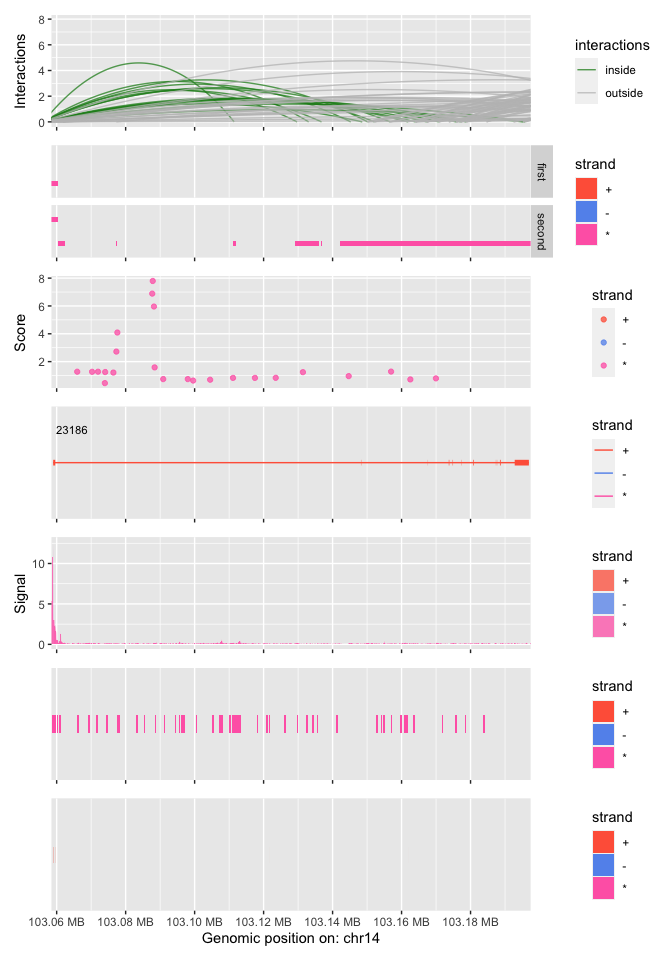 Interactions
8
6
4
2
0
interactions
inside
outside
first
second
strand
+
-
*
Score
8
6
4
2
strand
+
-
*
23186
strand
+
-
*
Signal
10
5
0
strand
+
-
*
strand
+
-
*
strand
+
-
*
103.06 MB 103.08 MB 103.10 MB 103.12 MB 103.14 MB 103.16 MB 103.18 MB
Genomic position on: chr14